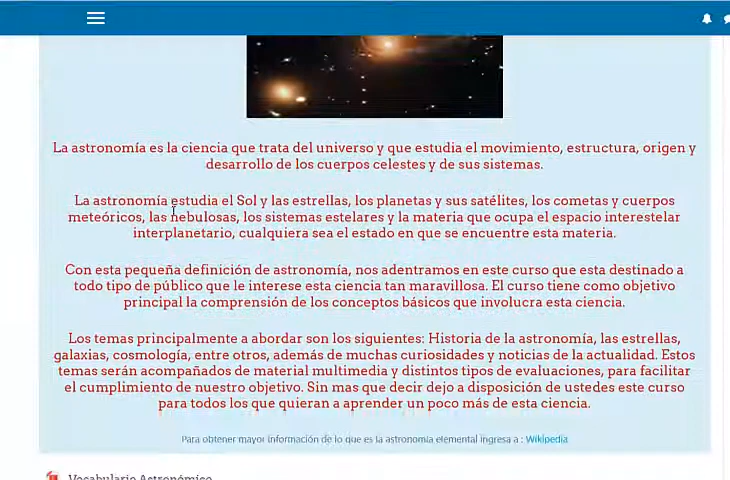 La astronomía es la ciencia que trata del universo y que estudia el movimiento, estructura, origen y
desarrollo de los cuerpos celestes y de sus sistemas.
La astronomía estudia el Sol y las estrellas, los planetas y sus satélites, los cometas y cuerpos
meteóricos, las nebulosas, los sistemas estelares y la materia que ocupa el espacio interestelar
interplanetario, cualquiera sea el estado en que se encuentre esta materia.
Con esta pequeña definición de astronomía, nos adentramos en este curso que esta destinado a
todo tipo de público que le interese esta ciencia tan maravillosa. El curso tiene como objetivo
principal la comprensión de los conceptos básicos que involucra esta ciencia.
Los temas principalmente a abordar son los siguientes: Historia de la astronomía, las estrellas,
galaxias, cosmología, entre otros, además de muchas curiosidades y noticias de la actualidad. Estos
temas serán acompañados de material multimedia y distintos tipos de evaluaciones, para facilitar
el cumplimiento de nuestro objetivo. Sin mas que decir dejo a disposición de ustedes este curso
para todos los que quieran a aprender un poco más de esta ciencia.
Para obtener mayor información de lo que es la astronomía elemental ingresa a : Wikipedia
Vocabulario Astronómico